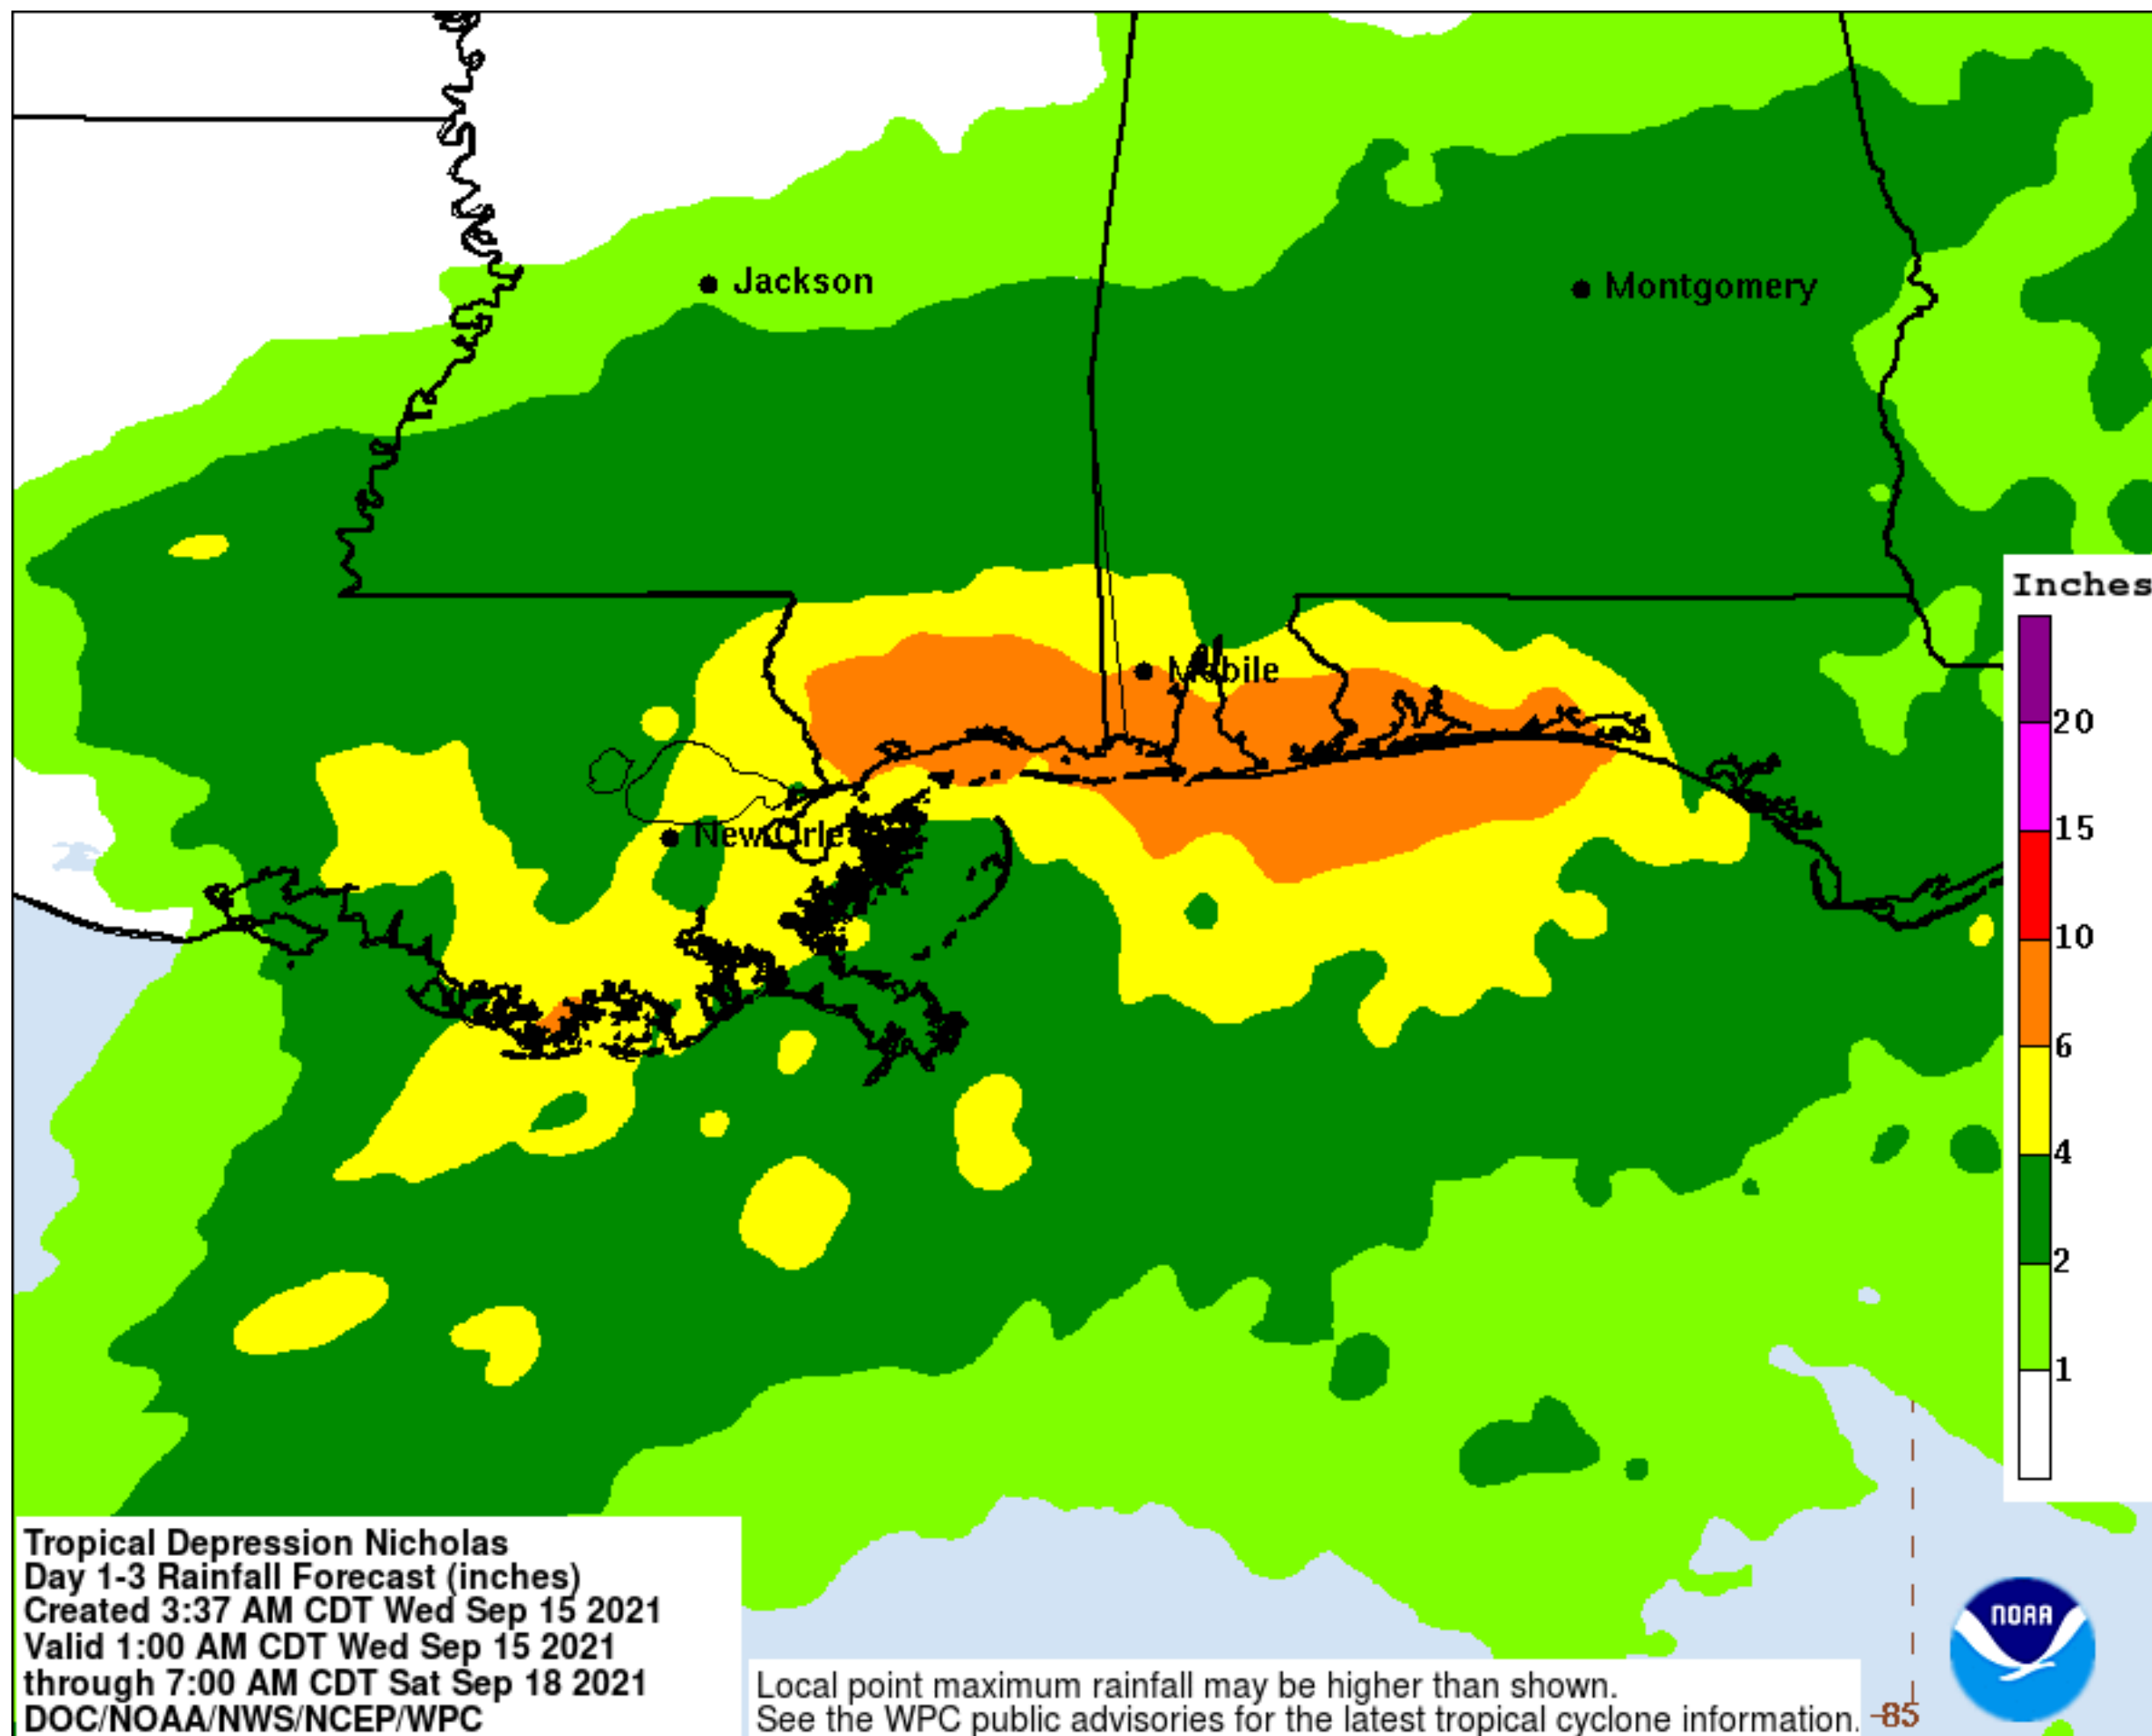 Jackson
Montgomery
Inches
Mobile
20
New Orle
15
10
6
4
2
1
Tropical Depression Nicholas
Day 1-3 Rainfall Forecast (inches)
Created 3:37 AM CDT Wed Sep 15 2021
Valid 1:00 AM CDT Wed Sep 15 2021
through 7:00 AM CDT Sat Sep 18 2021
DOC/NOAA/NWS/NCEP/WPC
NOAA
Local point maximum rainfall may be higher than shown.
See the WPC public advisories for the latest tropical cyclone information.
-85